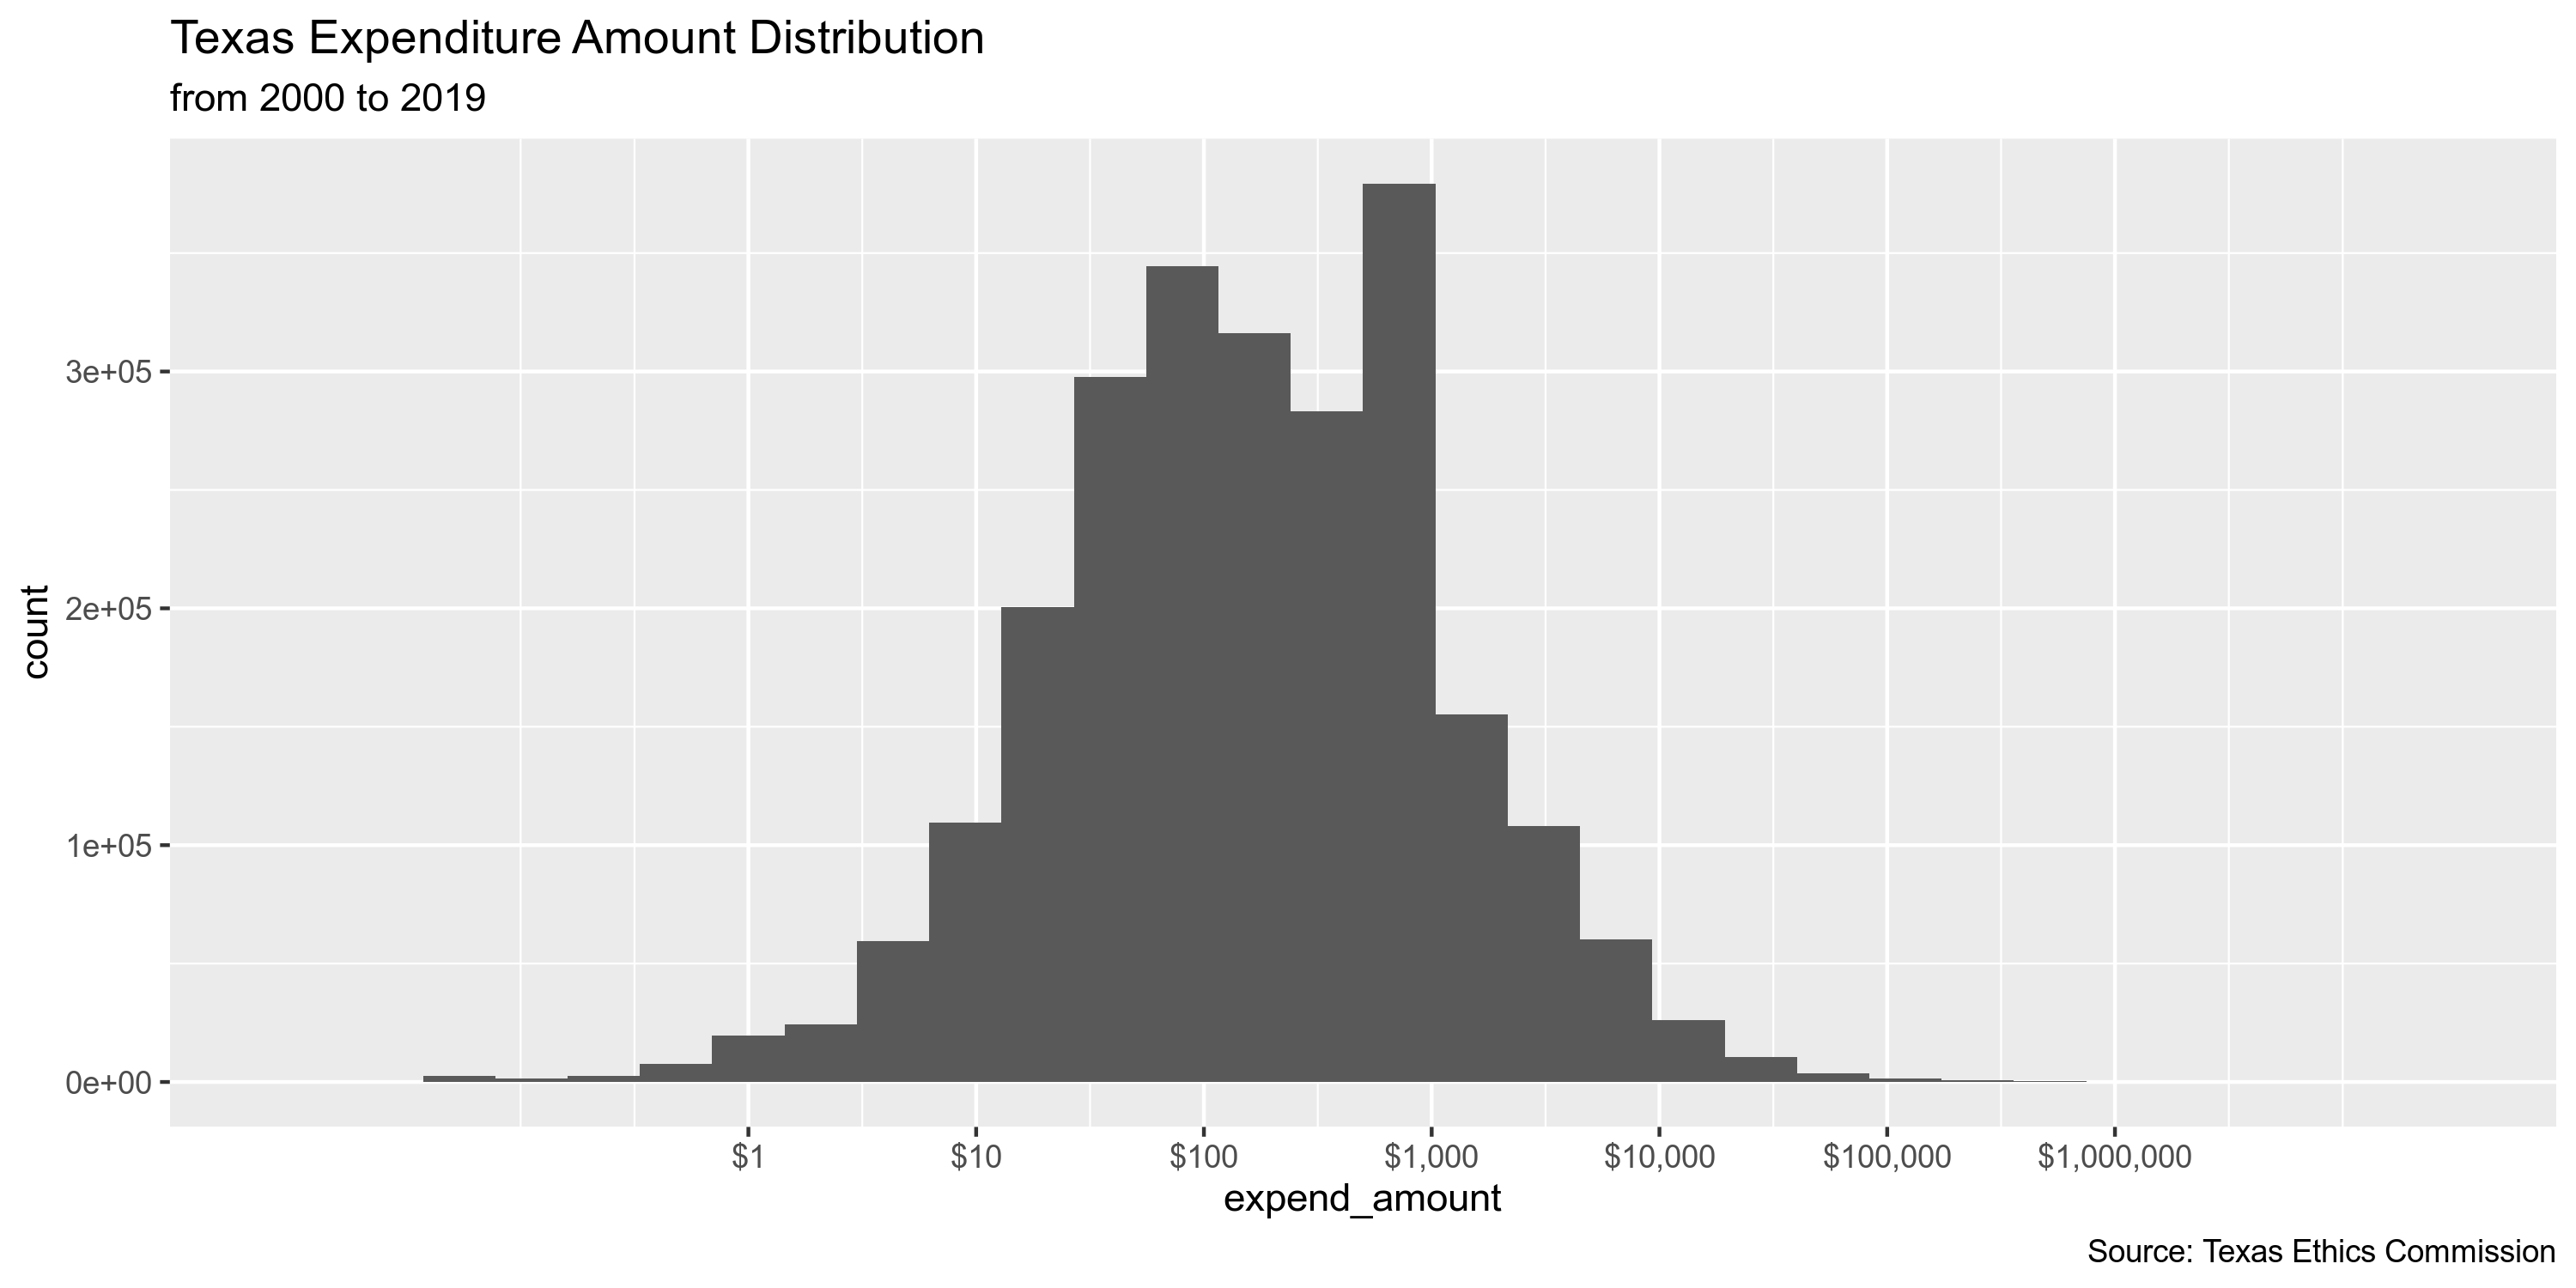 Texas Expenditure Amount Distribution
from 2000 to 2019
count
3e+05
2e+05
1e+05
0e+00
$1 $10 $100 $1,000 $10,000 $100,000 $1,000,000
expend_amount
Source: Texas Ethics Commission